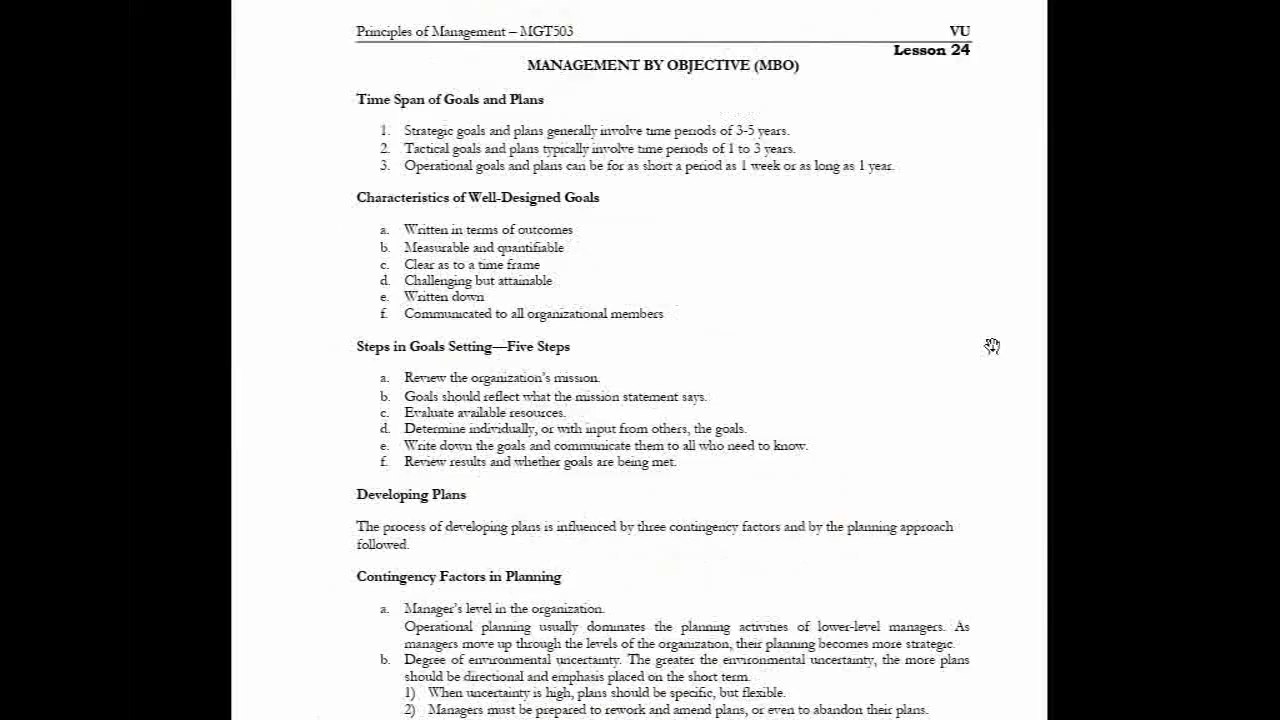 Principles of Management – MGT503 VU
Lesson 24
MANAGEMENT BY OBJECTIVE (MBO)
Time Span of Goals and Plans
1. Strategic goals and plans generally involve time periods of 3-5 years.
2. Tactical goals and plans typically involve time periods of 1 to 3 years.
3. Operational goals and plans can be for as short a period as 1 week or as long as 1 year.
Characteristics of Well-Designed Goals
a. Written in terms of outcomes
b. Measurable and quantifiable
c. Clear as to a time frame
d. Challenging but attainable
e. Written down
f. Communicated to all organizational members
Steps in Goals Setting—Five Steps
a. Review the organization's mission.
b. Goals should reflect what the mission statement says.
c. Evaluate available resources.
d. Determine individually, or with input from others, the goals.
e. Write down the goals and communicate them to all who need to know.
f. Review results and whether goals are being met.
Developing Plans
The process of developing plans is influenced by three contingency factors and by the planning approach
followed.
Contingency Factors in Planning
a. Manager's level in the organization.
Operational planning usually dominates the planning activities of lower-level managers. As
managers move up through the levels of the organization, their planning becomes more strategic.
b. Degree of environmental uncertainty. The greater the environmental uncertainty, the more plans
should be directional and emphasis placed on the short term.
1) When uncertainty is high, plans should be specific, but flexible.
2) Managers must be prepared to rework and amend plans, or even to abandon their plans.